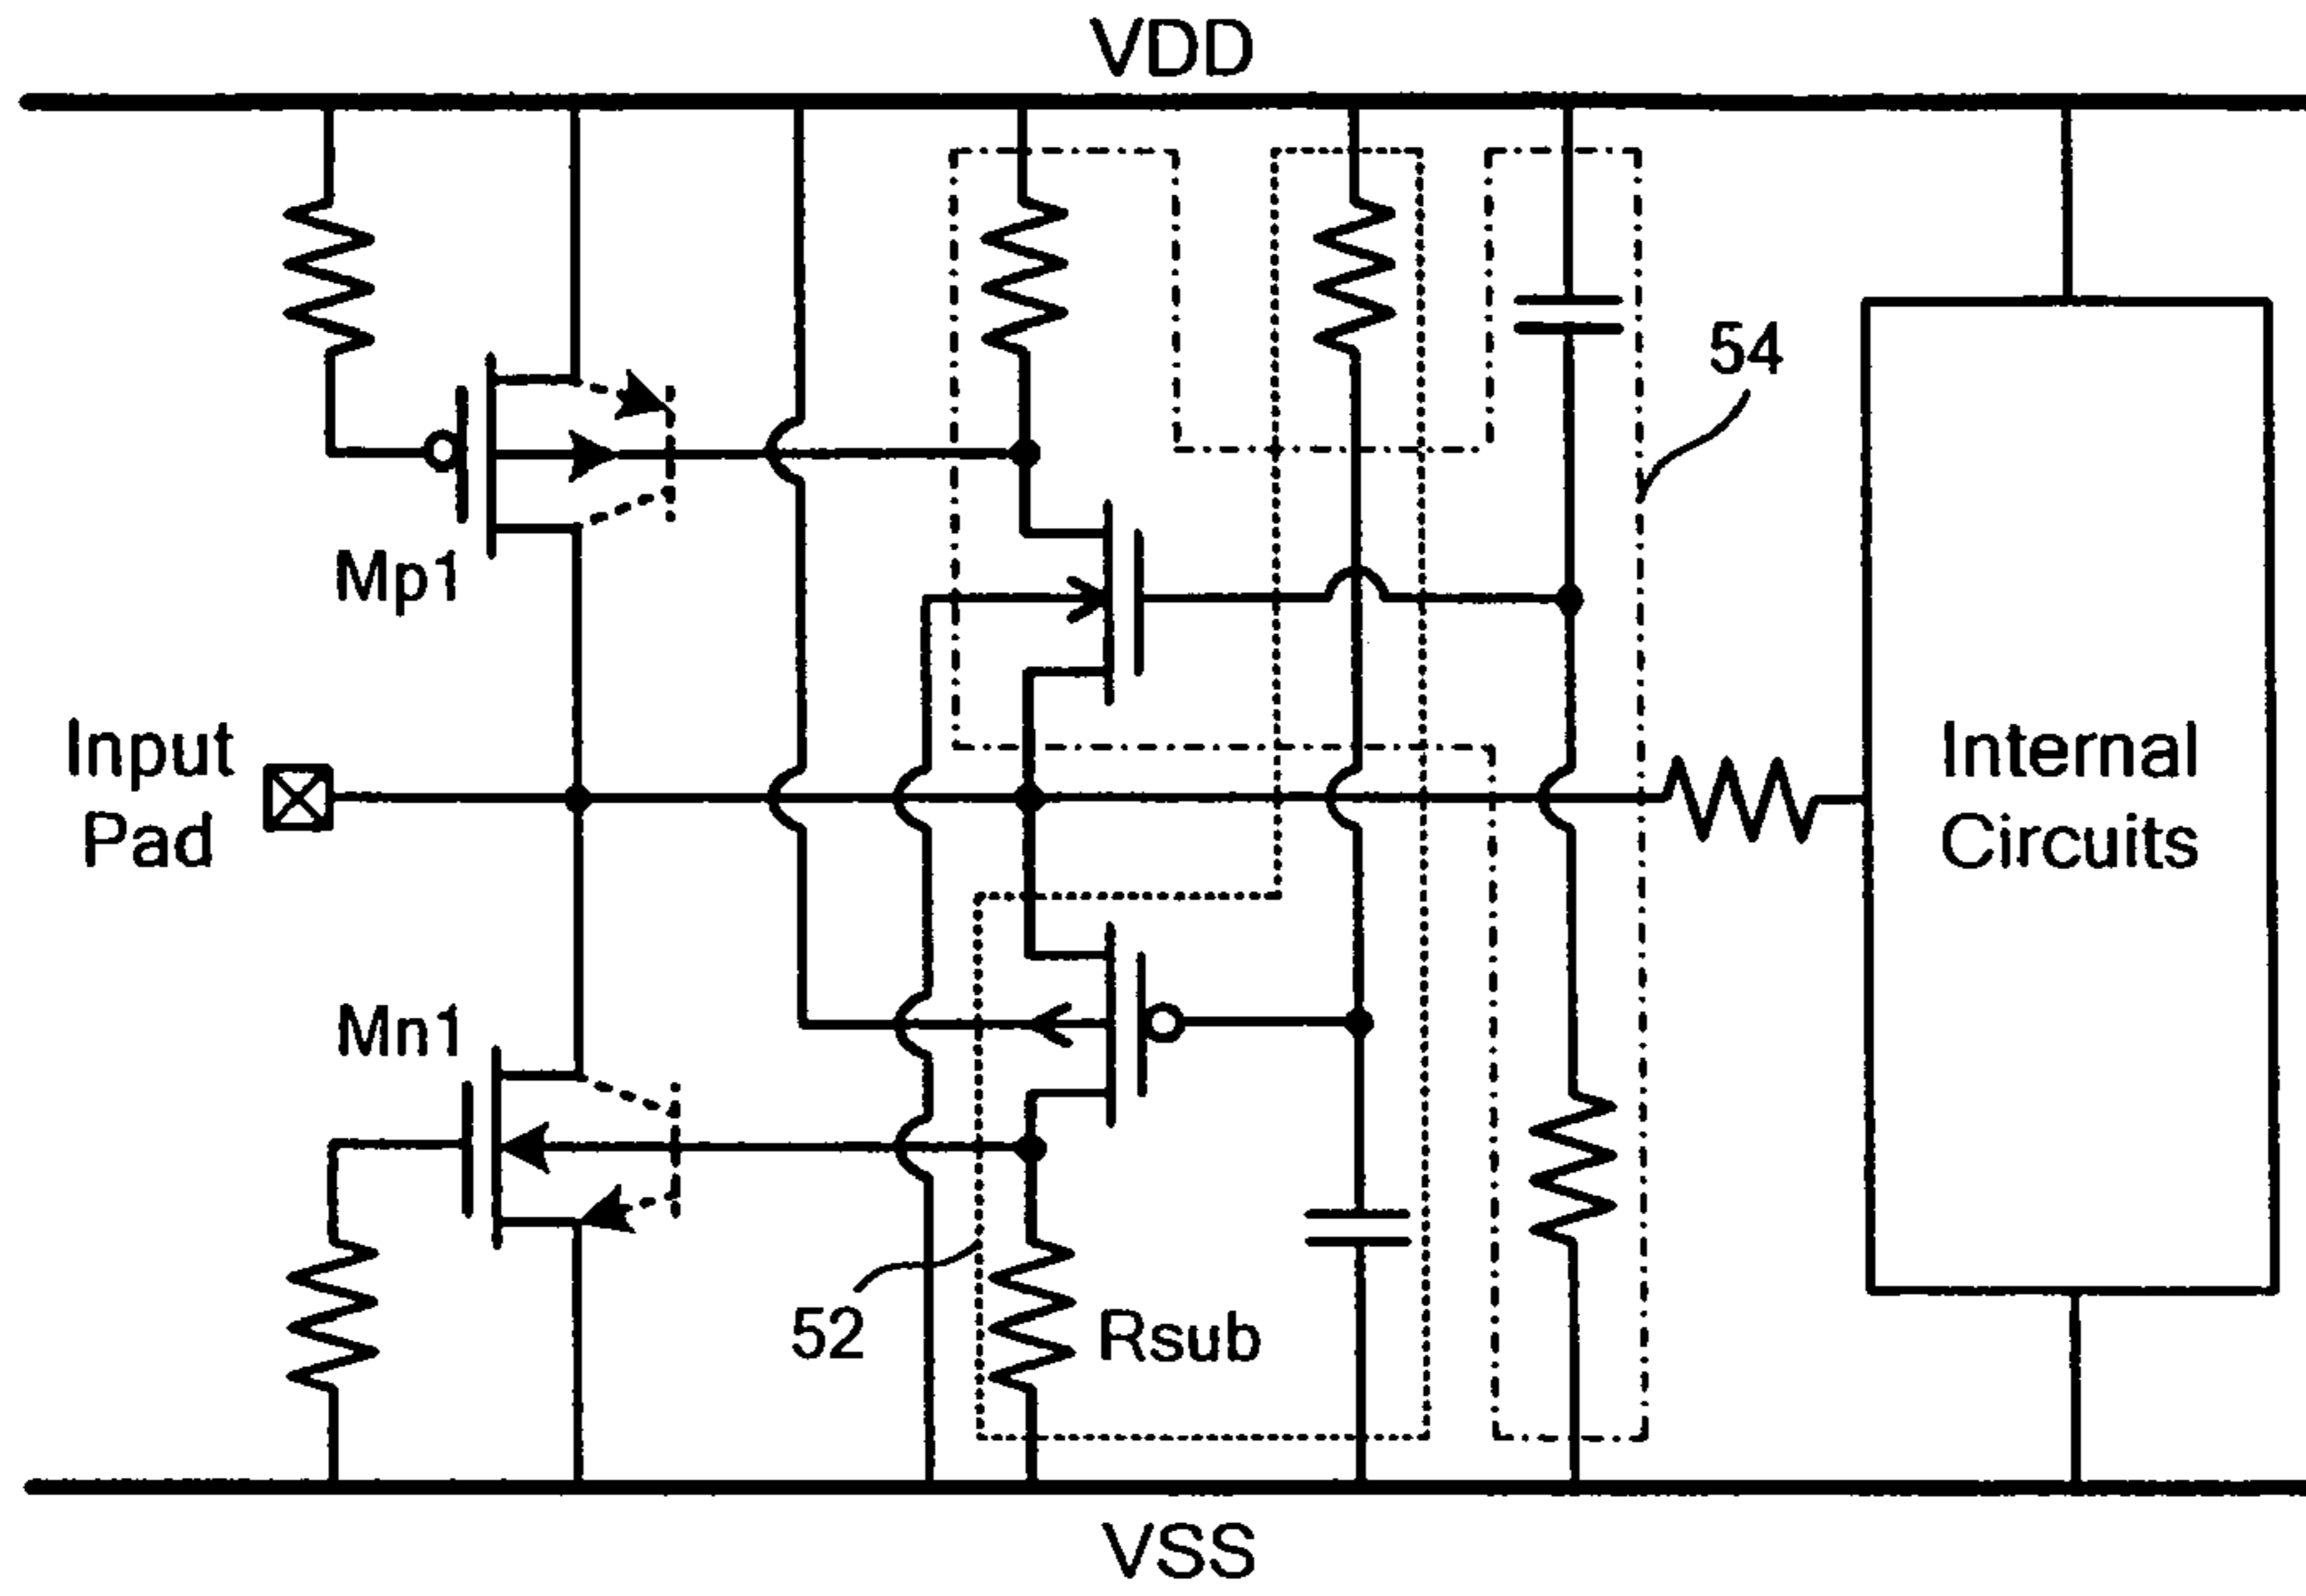 VDD
54
Mp1
Input
Pad
Internal
Circuits
Mn1
52
Rsub
VSS